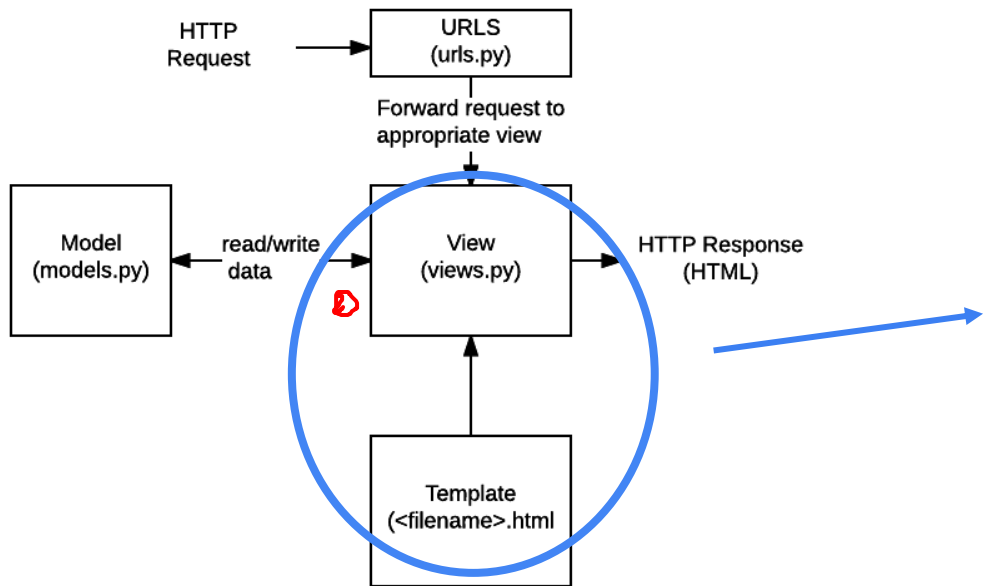 HTTP
Request
URLS
(urls.py)
Forward request to
appropriate view
Model
(models.py)
read/write
data
View
(views.py)
HTTP Response
(HTML)
Template
(<filename>.html